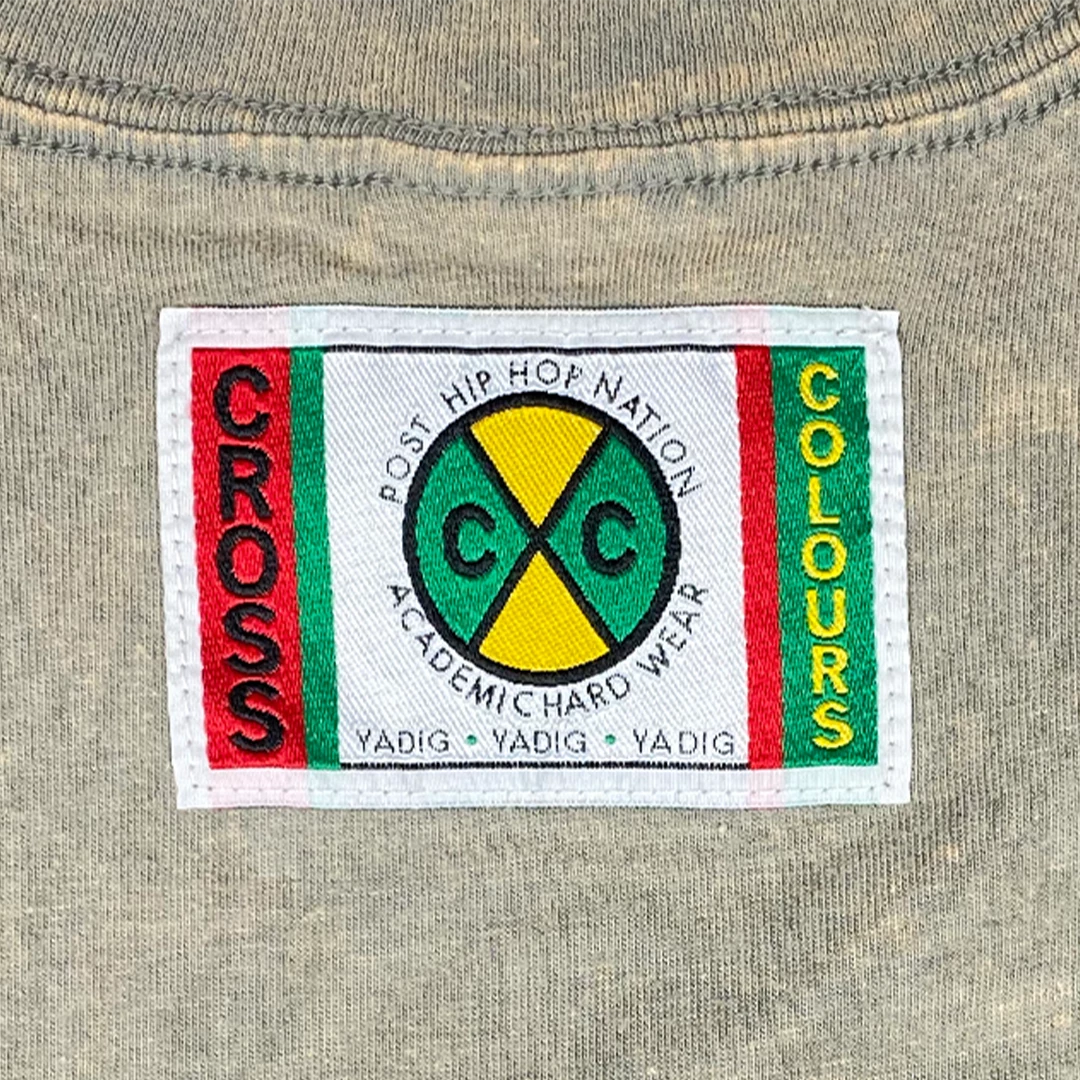 CROSS
POST HIP HOP NATION
C C
ACADEMIC HARD WEAR
YADIG • YADIG • YADIG
COLOURS